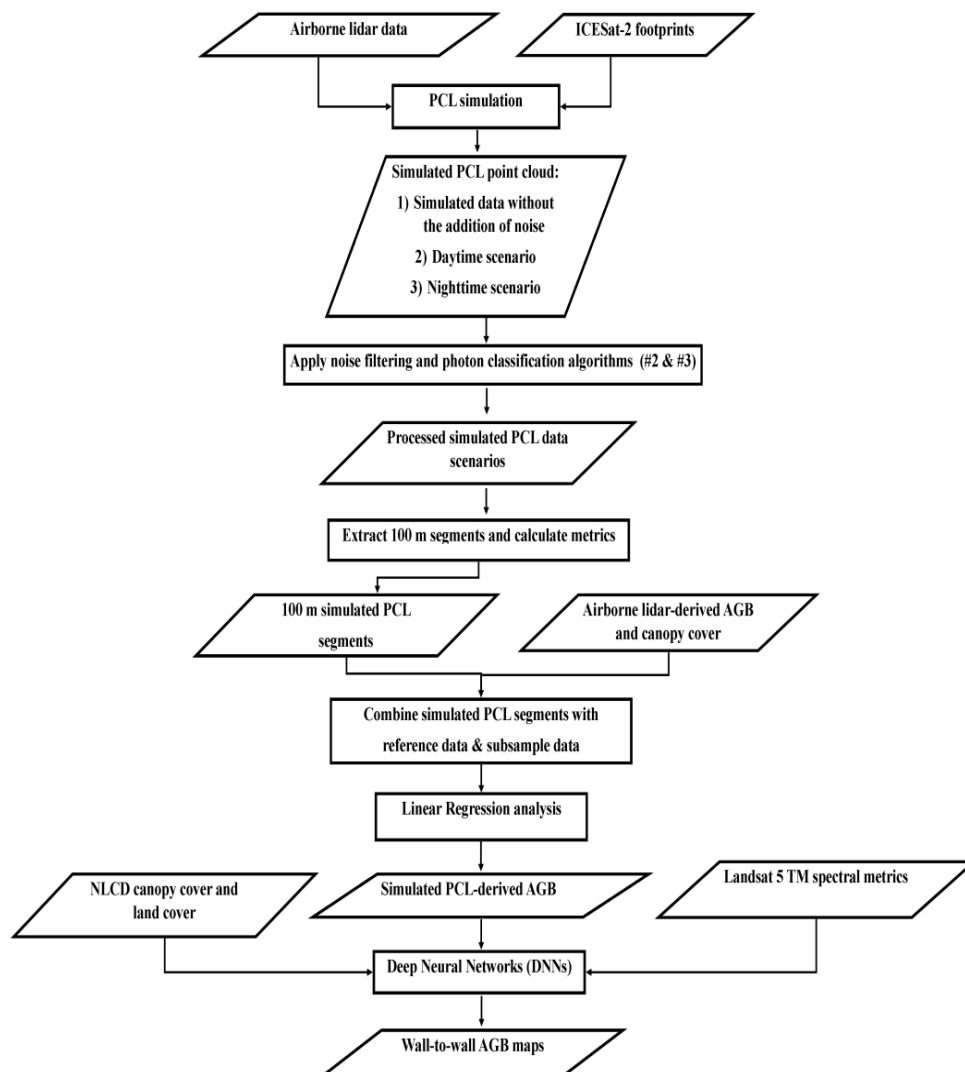 Airborne lidar data
ICESat-2 footprints
PCL simulation
Simulated PCL point cloud:
1) Simulated data without
the addition of noise
2) Daytime scenario
3) Nighttime scenario
Apply noise filtering and photon classification algorithms (#2 & #3)
Processed simulated PCL data
scenarios
Extract 100 m segments and calculate metrics
100 m simulated PCL
segments
Airborne lidar-derived AGB
and canopy cover
Combine simulated PCL segments with
reference data & subsample data
Linear Regression analysis
NLCD canopy cover and
land cover
Simulated PCL-derived AGB
Landsat 5 TM spectral metrics
Deep Neural Networks (DNNs)
Wall-to-wall AGB maps